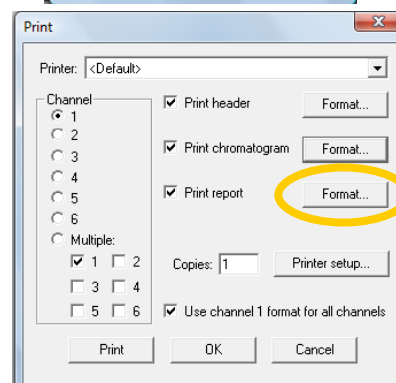 Print
Printer: <Default>
Channel
1
2
3
4
5
6
Multiple:
1 2
3 4
5 6
Print header Format...
Print chromatogram Format...
Print report Format...
Copies: 1 Printer setup...
Use channel 1 format for all channels
Print OK Cancel